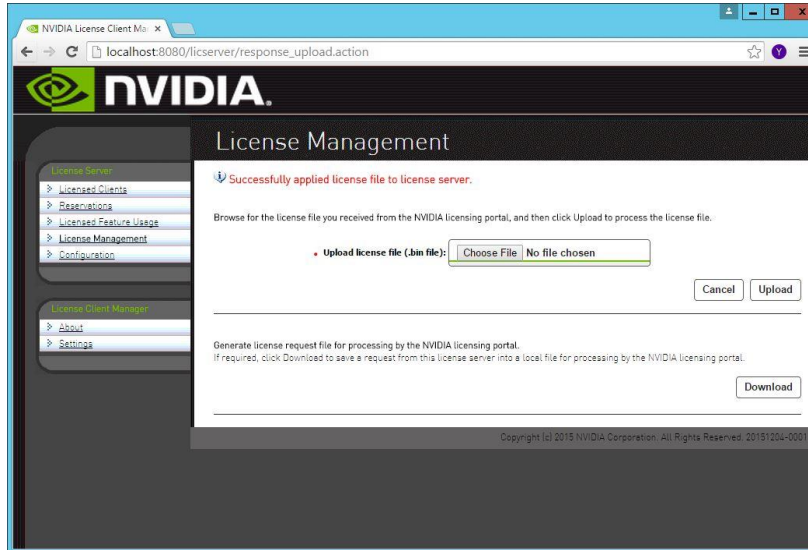 NVIDIA License Client Ma
localhost:8080/licserver/response_upload.action
Y
NVIDIA.
License Management
License Server
Licensed Clients
Reservations
Licensed Feature Usage
License Management
Configuration
License Client Manager
About
Settings
Successfully applied license file to license server.
Browse for the license file you received from the NVIDIA licensing portal, and then click Upload to process the license file.
Upload license file (.bin file): Choose File No file chosen
Cancel Upload
Generate license request file for processing by the NVIDIA licensing portal.
If required, click Download to save a request from this license server into a local file for processing by the NVIDIA licensing portal.
Download
Copyright (c) 2015 NVIDIA Corporation. All Rights Reserved. 20151204-0001